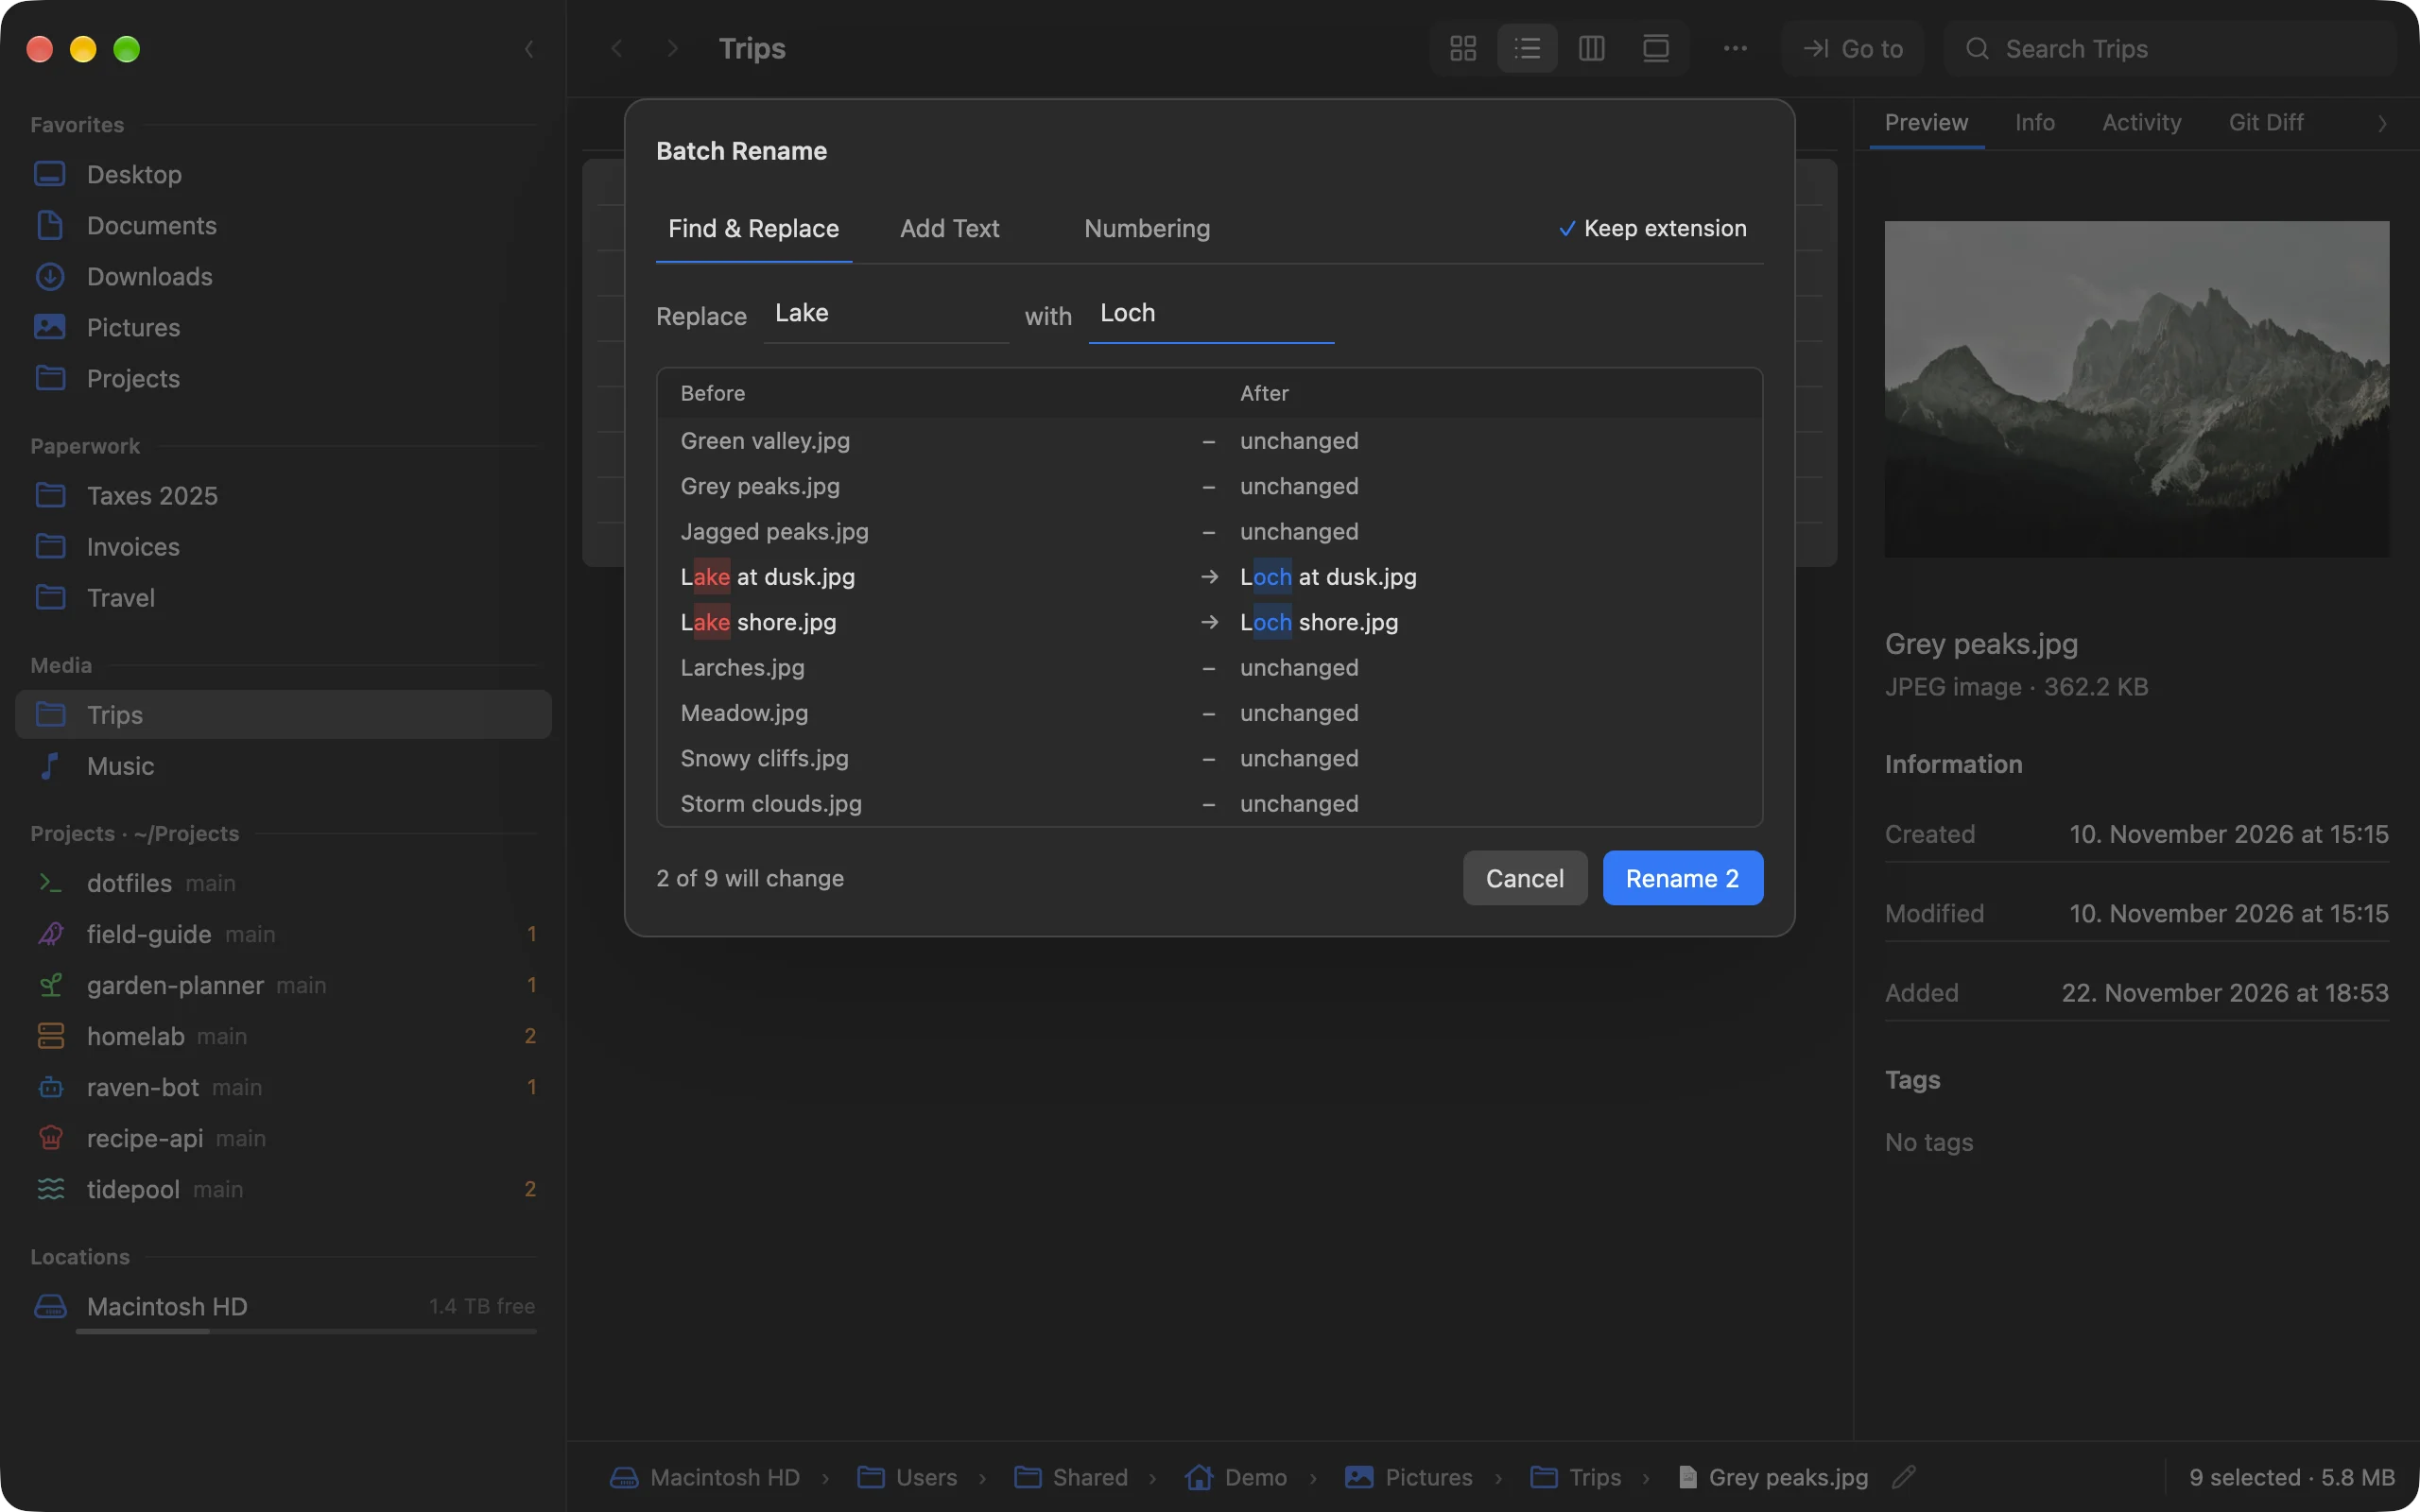 Trips
Go to
Search Trips
Favorites
Desktop
Documents
Downloads
Pictures
Projects
Paperwork
Taxes 2025
Invoices
Travel
Media
Trips
Music
Projects · ~/Projects
dotfiles main
field-guide main 1
garden-planner main 1
homelab main 2
raven-bot main 1
recipe-api main
tidepool main 2
Locations
Macintosh HD 1.4 TB free
Batch Rename
Find & Replace Add Text Numbering Keep extension
Replace Lake with Loch
Before After
Green valley.jpg – unchanged
Grey peaks.jpg – unchanged
Jagged peaks.jpg – unchanged
Lake at dusk.jpg → Loch at dusk.jpg
Lake shore.jpg → Loch shore.jpg
Larches.jpg – unchanged
Meadow.jpg – unchanged
Snowy cliffs.jpg – unchanged
Storm clouds.jpg – unchanged
2 of 9 will change
Cancel
Rename 2
Preview Info Activity Git Diff
Grey peaks.jpg
JPEG image · 362.2 KB
Information
Created 10. November 2026 at 15:15
Modified 10. November 2026 at 15:15
Added 22. November 2026 at 18:53
Tags
No tags
Macintosh HD › Users › Shared › Demo › Pictures › Trips › Grey peaks.jpg
9 selected · 5.8 MB